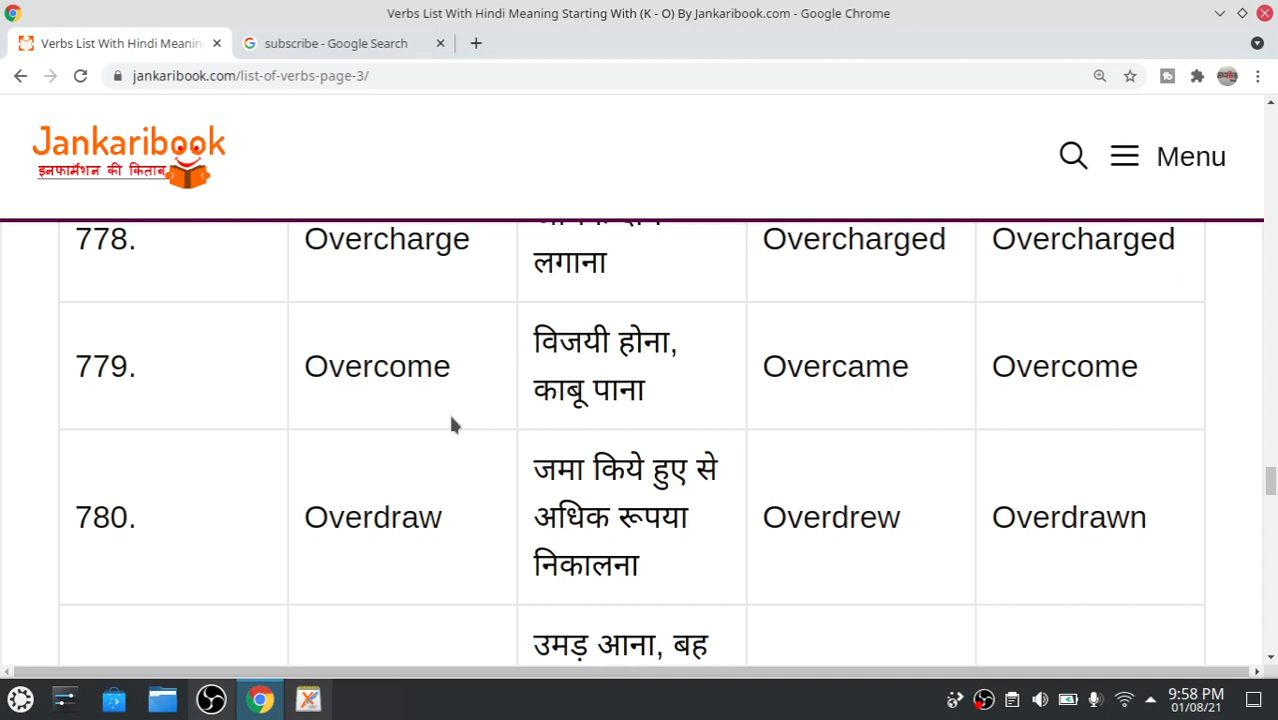 Verbs List With Hindi Meaning Starting With (K - O) By Jankaribook.com - Google Chrome
Verbs List With Hindi Meanin
subscribe - Google Search
jankaribook.com/list-of-verbs-page-3/
Jankaribook
इनफार्मेशन की किताब
Menu
778. Overcharge लगाना Overcharged Overcharged
779. Overcome विजयी होना, काबू पाना Overcame Overcome
780. Overdraw जमा किये हुए से अधिक रूपया निकालना Overdrew Overdrawn
उमड़ आना, बह
9:58 PM
01/08/21